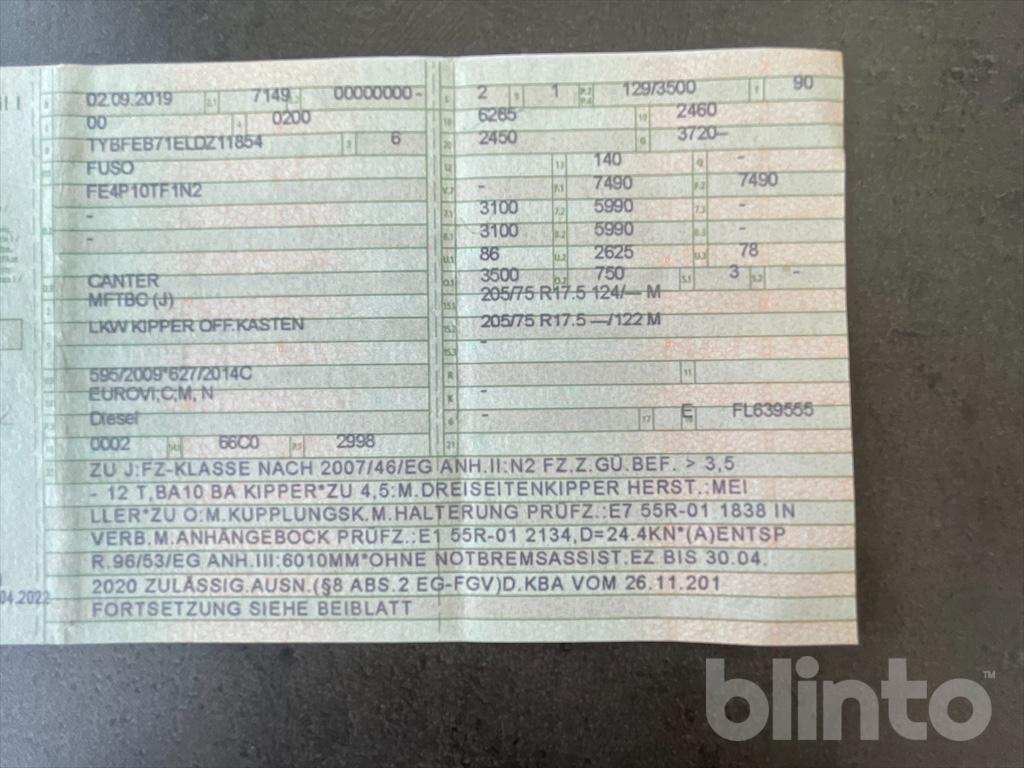 02.09.2019 7149 00000000 - 2 1 129/3500 90
00 0200 6265 2460
TYBFEB71ELDZ11854 6 2450 3720–
FUSO 140 -
FE4P10TF1N2 - 7490 7490
- 3100 5990 -
- 3100 5990 -
86 2625 78
CANTER 3500 750 3 -
MFTBC (J) 205/75 R17.5 124/— M
LKW KIPPER OFF.KASTEN 205/75 R17.5 —/122 M
-
595/2009*627/2014C
EUROVI;C;M, N -
Diesel - E FL639555
0002 66C0 2998
ZU J:FZ-KLASSE NACH 2007/46/EG ANH.II:N2 FZ.Z.GÜ.BEF. > 3,5
- 12 T,BA10 BA KIPPER*ZU 4,5:M.DREISEITENKIPPER HERST.:MEI
LLER*ZU O:M.KUPPLUNGSK.M.HALTERUNG PRÜFZ.:E7 55R-01 1838 IN
VERB.M.ANHÄNGEBOCK PRÜFZ.:E1 55R-01 2134,D=24.4KN*(A)ENTSP
R.96/53/EG ANH.III:6010MM*OHNE NOTBREMSASSIST.EZ BIS 30.04.
2020 ZULÄSSIG.AUSN.(§8 ABS.2 EG-FGV)D.KBA VOM 26.11.201
04.2022
FORTSETZUNG SIEHE BEIBLATT
blinto™